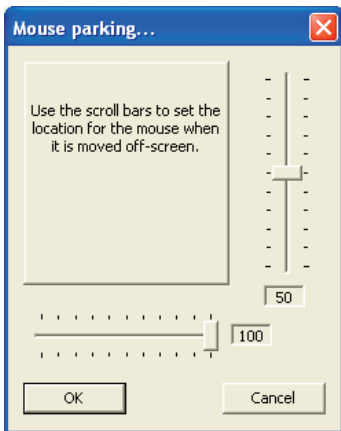 Mouse parking...
Use the scroll bars to set the
location for the mouse when
it is moved off-screen.
50
100
OK
Cancel